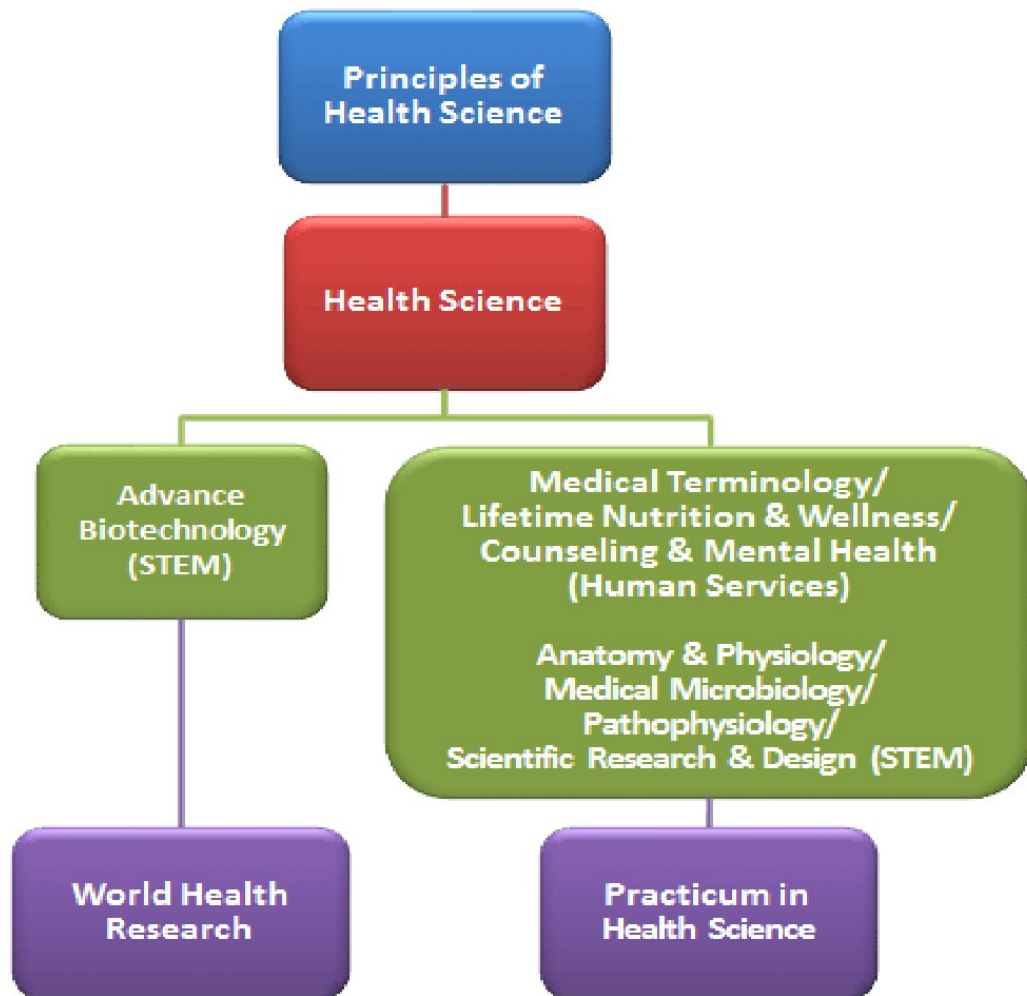 Principles of
Health Science
Health Science
Advance
Biotechnology
(STEM)
Medical Terminology/
Lifetime Nutrition & Wellness/
Counseling & Mental Health
(Human Services)
Anatomy & Physiology/
Medical Microbiology/
Pathophysiology/
Scientific Research & Design (STEM)
World Health
Research
Practicum in
Health Science